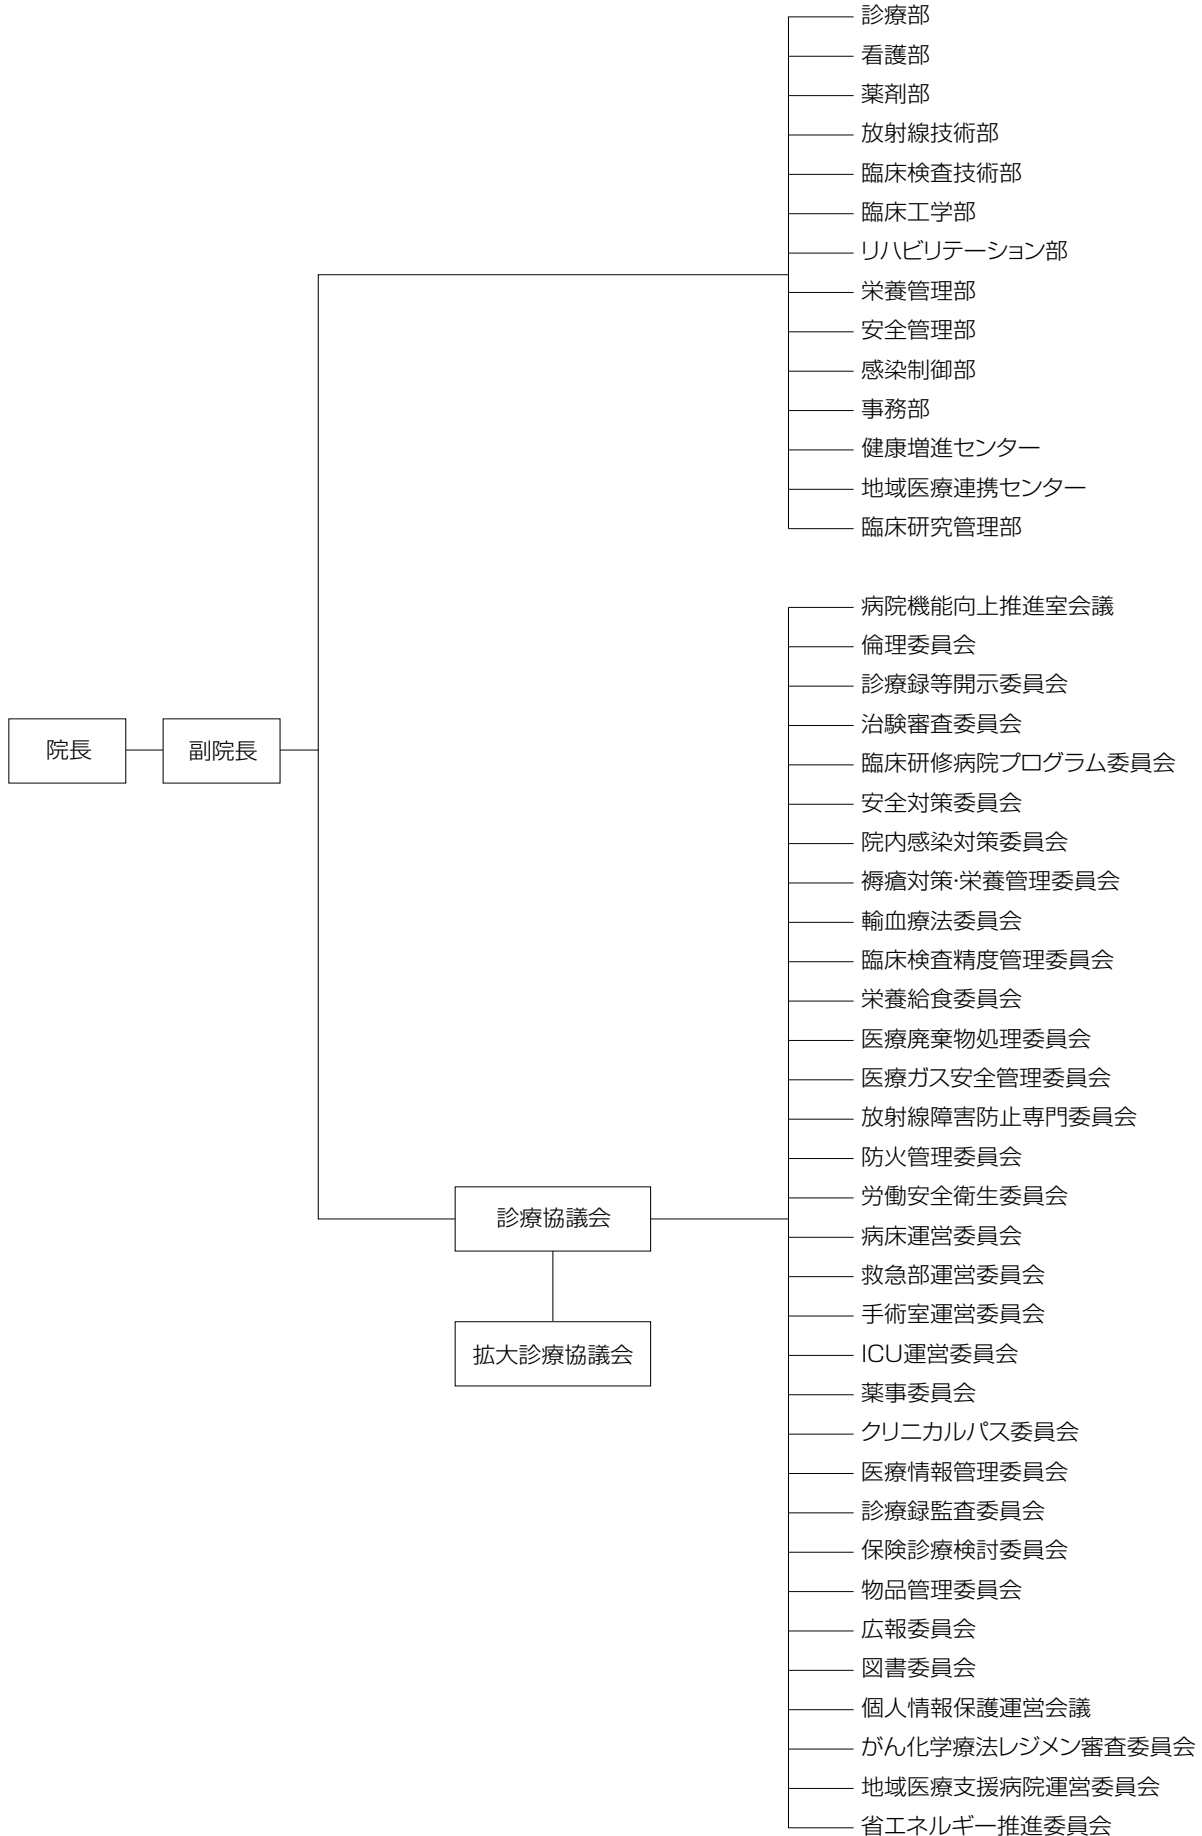 診療部
看護部
薬剤部
放射線技術部
臨床検査技術部
臨床工学部
リハビリテーション部
栄養管理部
安全管理部
感染制御部
事務部
健康増進センター
地域医療連携センター
臨床研究管理部
病院機能向上推進室会議
倫理委員会
診療録等開示委員会
治験審査委員会
院長
副院長
臨床研修病院プログラム委員会
安全対策委員会
院内感染対策委員会
褥瘡対策・栄養管理委員会
輸血療法委員会
臨床検査精度管理委員会
栄養給食委員会
医療廃棄物処理委員会
医療ガス安全管理委員会
放射線障害防止専門委員会
防火管理委員会
労働安全衛生委員会
診療協議会
病床運営委員会
救急部運営委員会
手術室運営委員会
拡大診療協議会
ICU運営委員会
薬事委員会
クリニカルパス委員会
医療情報管理委員会
診療録監査委員会
保険診療検討委員会
物品管理委員会
広報委員会
図書委員会
個人情報保護運営会議
がん化学療法レジメン審査委員会
地域医療支援病院運営委員会
省エネルギー推進委員会